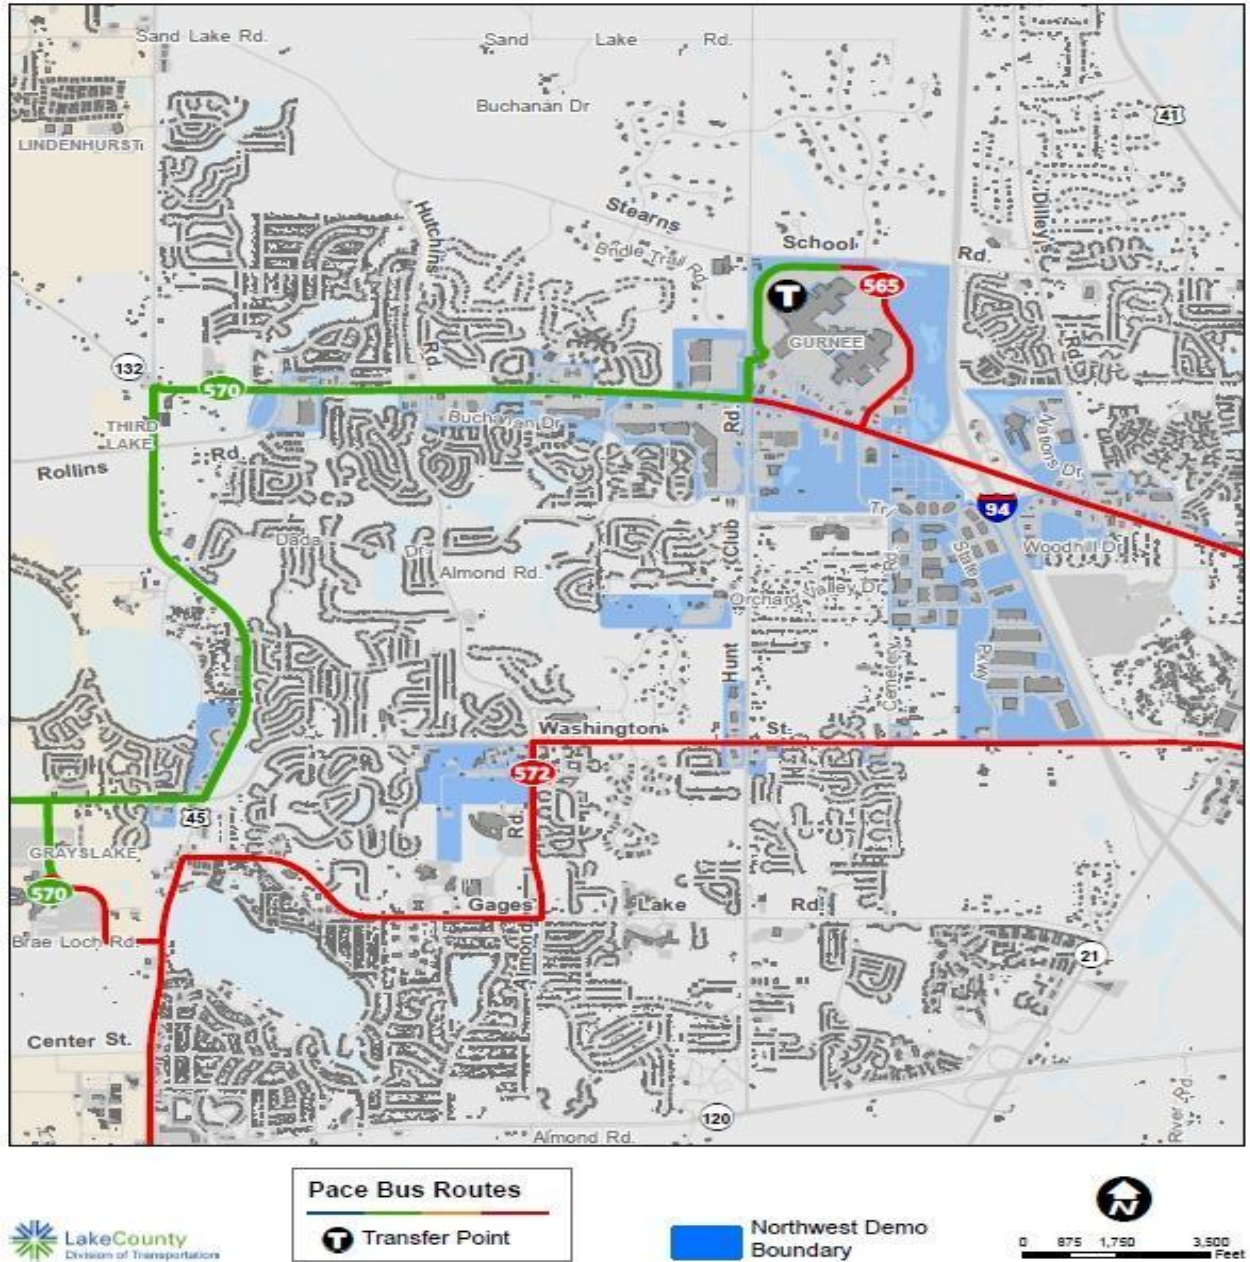 Sand Lake Rd.
Sand Lake Rd.
Buchanan Dr
41
LINDENHURST
Hutchins
Stearns
Dilley's
School
Rd.
Bridle Trail Rd.
T
565
GURNEE
Rd.
Rd.
132
570
Buchanan Dr
Rd.
THIRD
LAKE
Rollins
Rd.
Dr.
94
Dada
Dr.
Almond Rd.
Club
Rd.
State
Woodhill Dr
Orchard Valley Dr
Hunt
Cemetery
Pkwy
Washington
St.
572
45
Rd.
GRAYSLAKE
570
Gages
Lake
Rd.
Brae Loch Rd.
Almond
21
Center St.
120
Almond Rd.
River Rd.
Pace Bus Routes
T Transfer Point
LakeCounty
Division of Transportation
Northwest Demo
Boundary
N
0 875 1,750 3,500
Feet